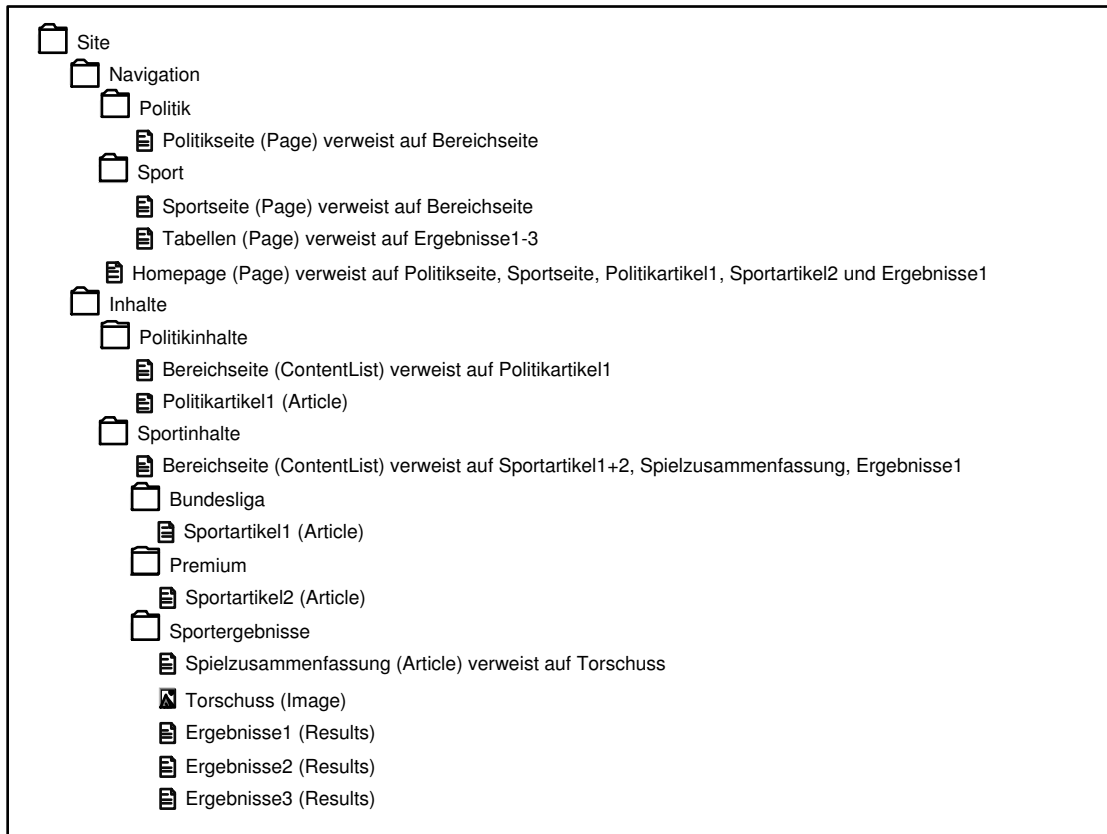 Site
Navigation
Politik
Politikseite (Page) verweist auf Bereichseite
Sport
Sportseite (Page) verweist auf Bereichseite
Tabellen (Page) verweist auf Ergebnisse1-3
Homepage (Page) verweist auf Politikseite, Sportseite, Politikartikel1, Sportartikel2 und Ergebnisse1
Inhalte
Politikinhalte
Bereichseite (ContentList) verweist auf Politikartikel1
Politikartikel1 (Article)
Sportinhalte
Bereichseite (ContentList) verweist auf Sportartikel1+2, Spielzusammenfassung, Ergebnisse1
Bundesliga
Sportartikel1 (Article)
Premium
Sportartikel2 (Article)
Sportergebnisse
Spielzusammenfassung (Article) verweist auf Torschuss
Torschuss (Image)
Ergebnisse1 (Results)
Ergebnisse2 (Results)
Ergebnisse3 (Results)